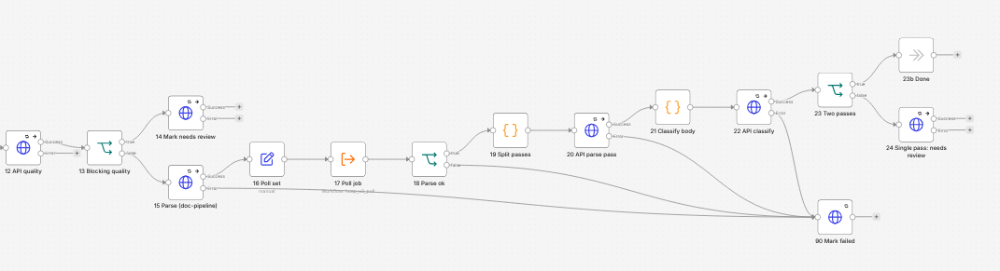 23b Done
true
false
23 Two passes
Success
Error
24 Single pass: needs
review
Success
Error
21 Classify body
22 API classify
Success
Error
14 Mark needs review
true
false
19 Split passes
Success
Error
20 API parse pass
Success
Error
12 API quality
true
false
13 Blocking quality
Success
Error
15 Parse (doc-pipeline)
16 Poll set
manual
17 Poll job
true
false
18 Parse ok
90 Mark failed